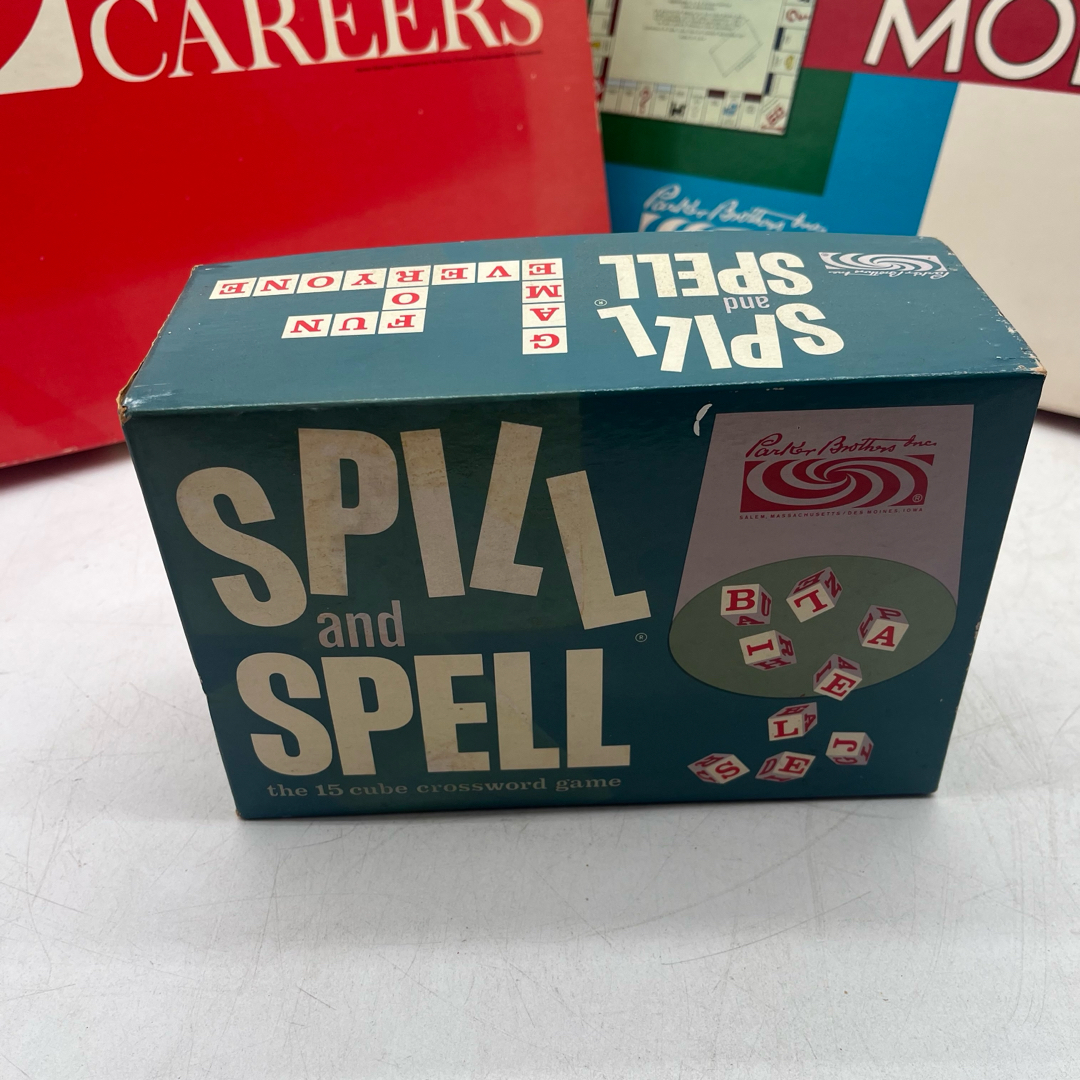 CAREERS
MO
Parker Brothers Inc.
SPILL
and
SPELL
®
Parker Brothers Inc.
GAME
EVERYONE
FOR
FUN
SPILL
and
SPELL
®
the 15 cube crossword game
Parker Brothers Inc.
®
SALEM, MASSACHUSETTS / DES MOINES, IOWA
B
L
I
A
E
L
S
E
J